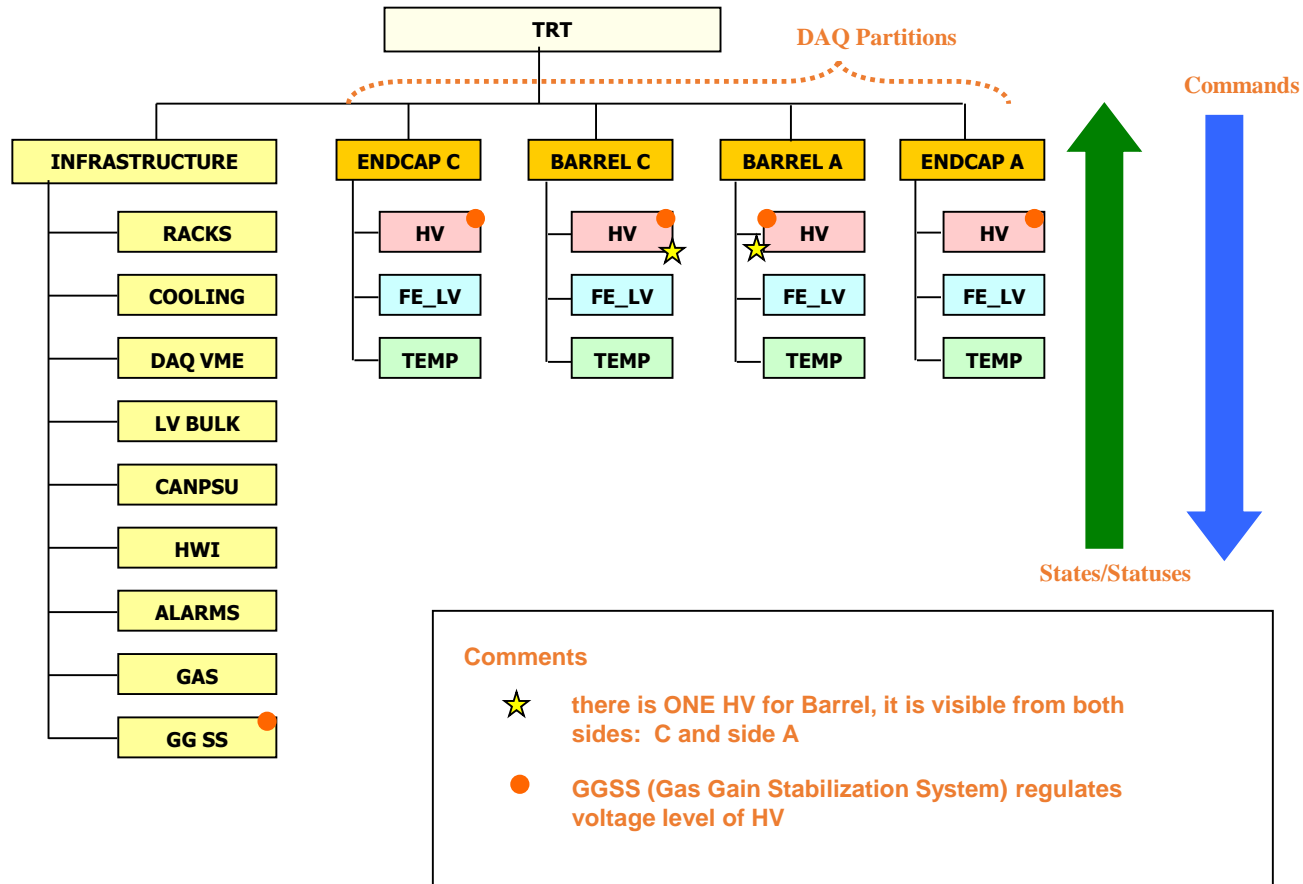 TRT
DAQ Partitions
Commands
INFRASTRUCTURE
ENDCAP C
BARREL C
BARREL A
ENDCAP A
RACKS
HV
HV
HV
HV
COOLING
FE_LV
FE_LV
FE_LV
FE_LV
DAQ VME
TEMP
TEMP
TEMP
TEMP
LV BULK
CANPSU
HWI
States/Statuses
ALARMS
GAS
GG SS
Comments
there is ONE HV for Barrel, it is visible from both
sides:  C and side A
GGSS (Gas Gain Stabilization System) regulates
voltage level of HV